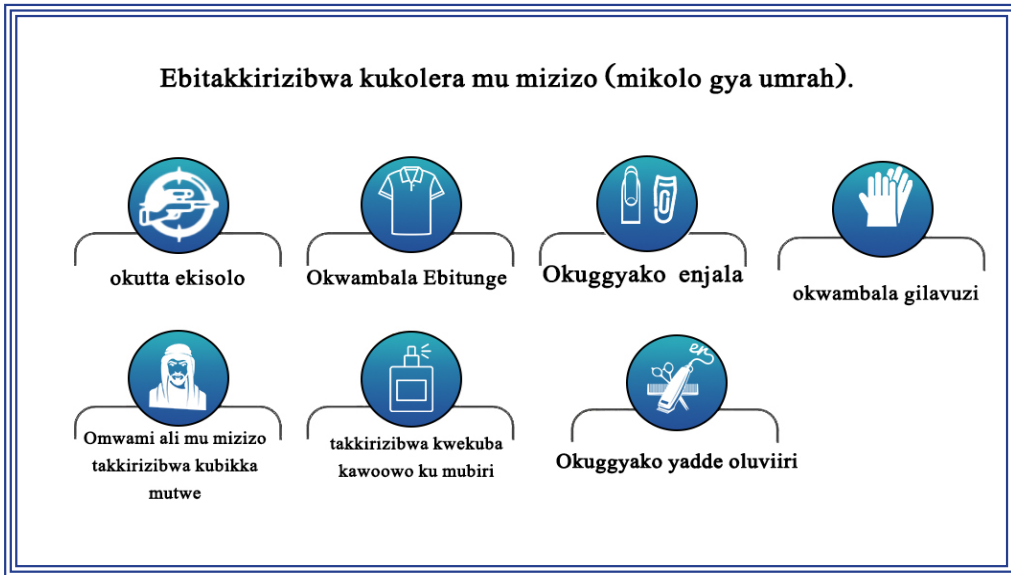 Ebitakkirizibwa kukolera mu mizizo (mikolo gya umrah).
okutta ekisolo
Okwambala Ebitunge
Okuggyako enjala
okwambala gilavuzi
Omwami ali mu mizizo
takkirizibwa kubikka
mutwe
takkirizibwa kwekuba
kawoowo ku mubiri
Okuggyako yadde oluviiri